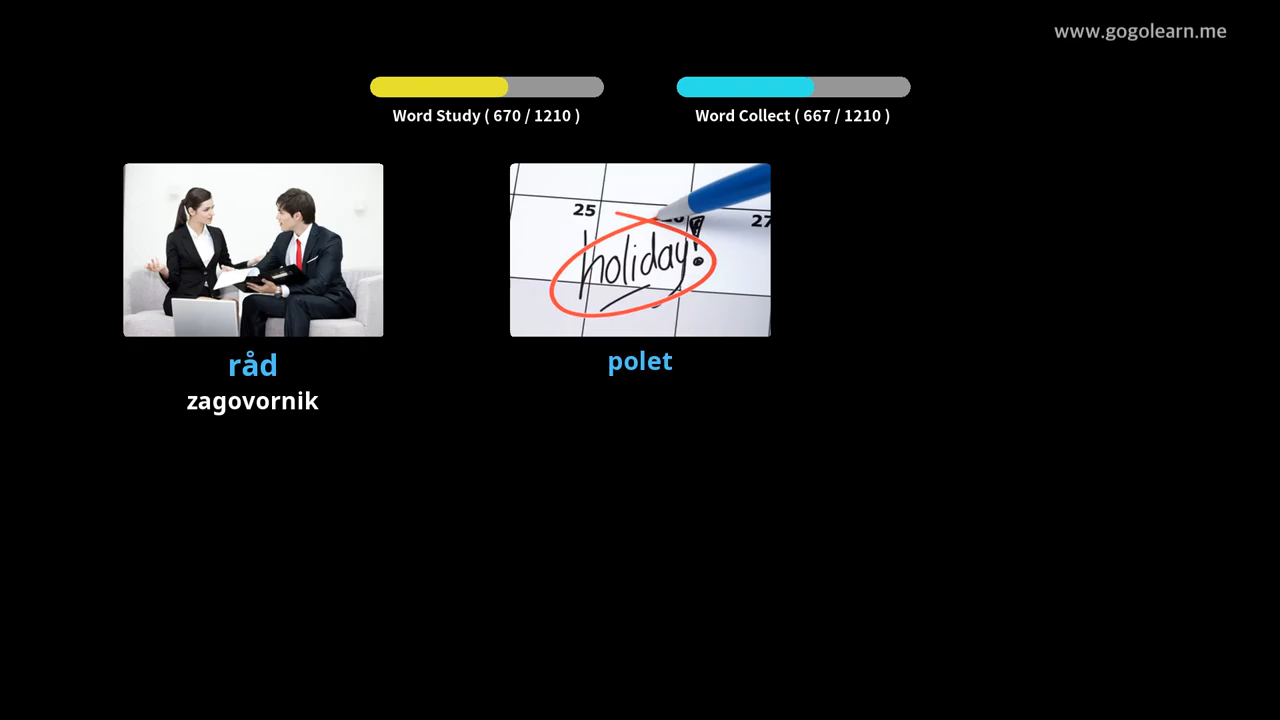 www.gogolearn.me
Word Study ( 670 / 1210 )
Word Collect ( 667 / 1210 )
25
27
holiday!
råd
polet
zagovornik